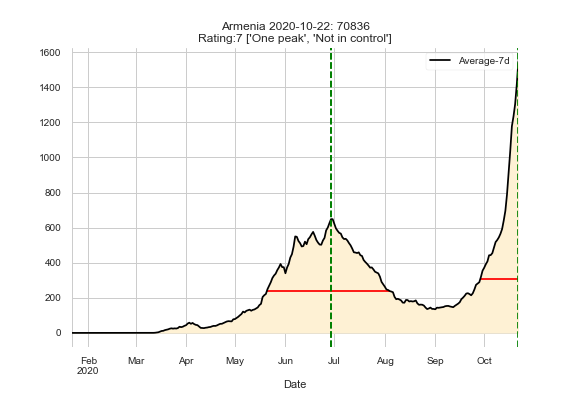 Armenia 2020-10-22: 70836
Rating:7 ['One peak', 'Not in control']
Average-7d
1600
1400
1200
1000
800
600
400
200
0
Feb Mar Apr May Jun Jul Aug Sep Oct
2020
Date